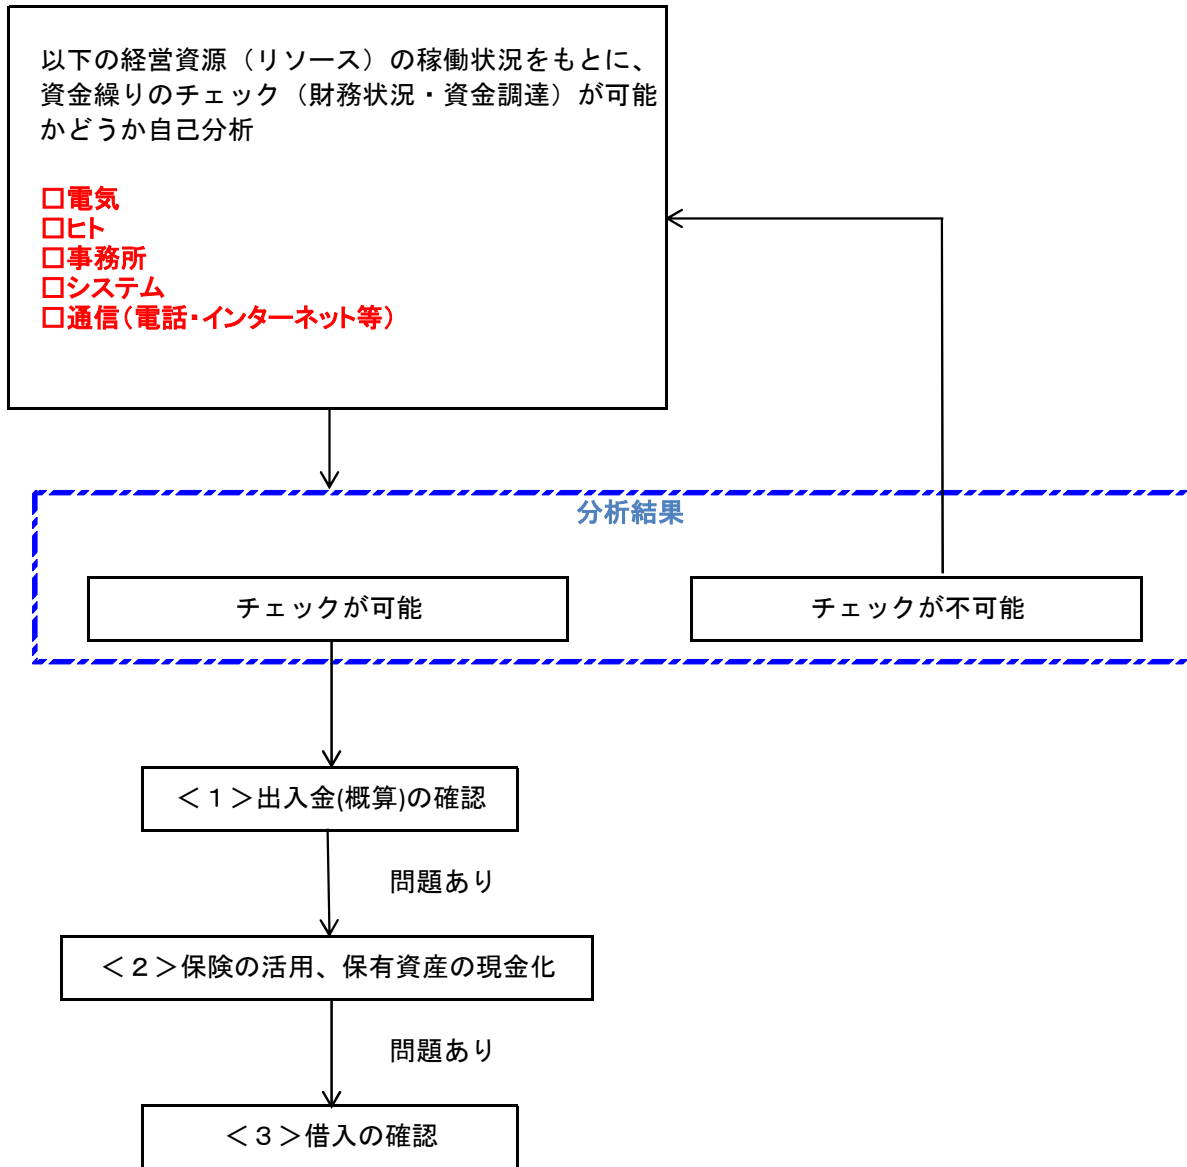 以下の経営資源（リソース）の稼働状況をもとに、
資金繰りのチェック（財務状況・資金調達）が可能
かどうか自己分析
□電気
□ヒト
□事務所
□システム
□通信（電話・インターネット等）
分析結果
チェックが可能
チェックが不可能
＜１＞出入金(概算)の確認
問題あり
＜２＞保険の活用、保有資産の現金化
問題あり
＜３＞借入の確認